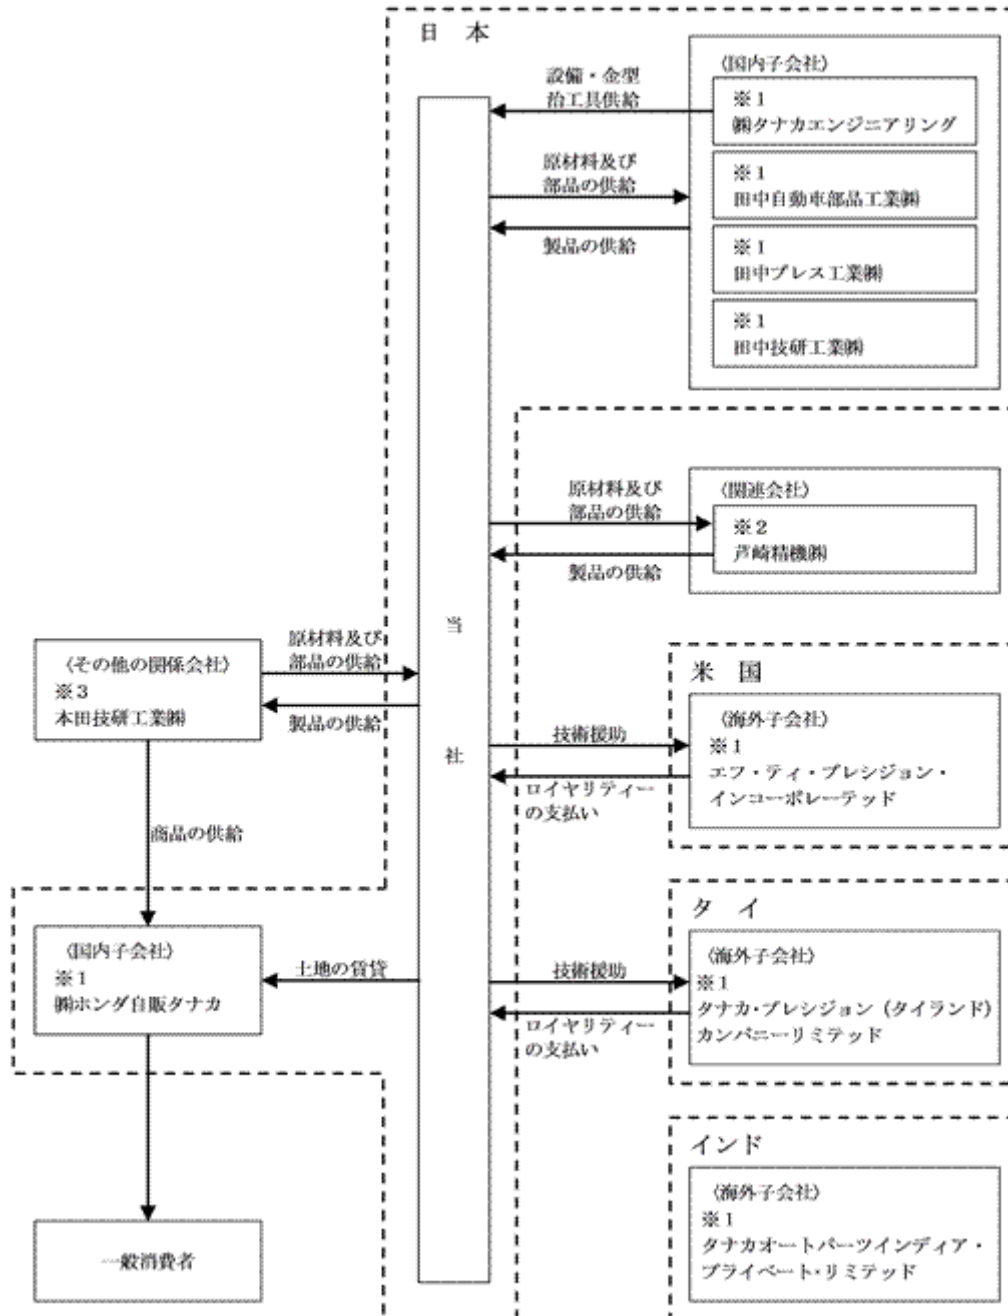 日 本
〈国内子会社〉
設備・金型
治工具供給
※1
㈱タナカエンジニアリング
原材料及び
部品の供給
※1
田中自動車部品工業㈱
製品の供給
※1
田中プレス工業㈱
※1
田中技研工業㈱
原材料及び
部品の供給
〈関連会社〉
※2
芦崎精機㈱
製品の供給
当
社
〈その他の関係会社〉
※3
本田技研工業㈱
原材料及び
部品の供給
製品の供給
米 国
〈海外子会社〉
※1
エフ・ティ・プレシジョン・
インコーポレーテッド
技術援助
ロイヤリティー
の支払い
商品の供給
タ イ
〈海外子会社〉
※1
タナカ・プレシジョン（タイランド）
カンパニーリミテッド
技術援助
ロイヤリティー
の支払い
〈国内子会社〉
※1
㈱ホンダ自販タナカ
土地の賃貸
インド
〈海外子会社〉
※1
タナカオートパーツインディア・
プライベート・リミテッド
一般消費者